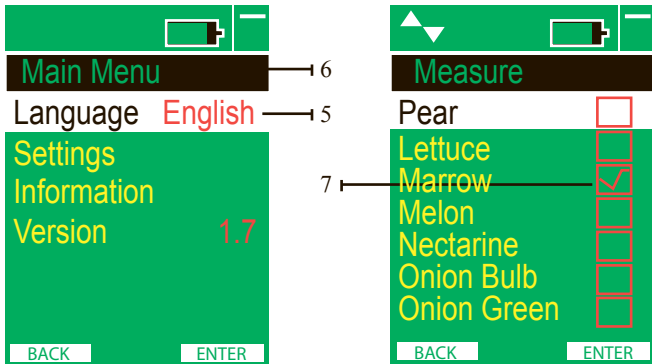 Main Menu
6
Language English
5
Settings
Information
Version 1.7
BACK ENTER
Measure
Pear
Lettuce
7
Marrow
Melon
Nectarine
Onion Bulb
Onion Green
BACK ENTER